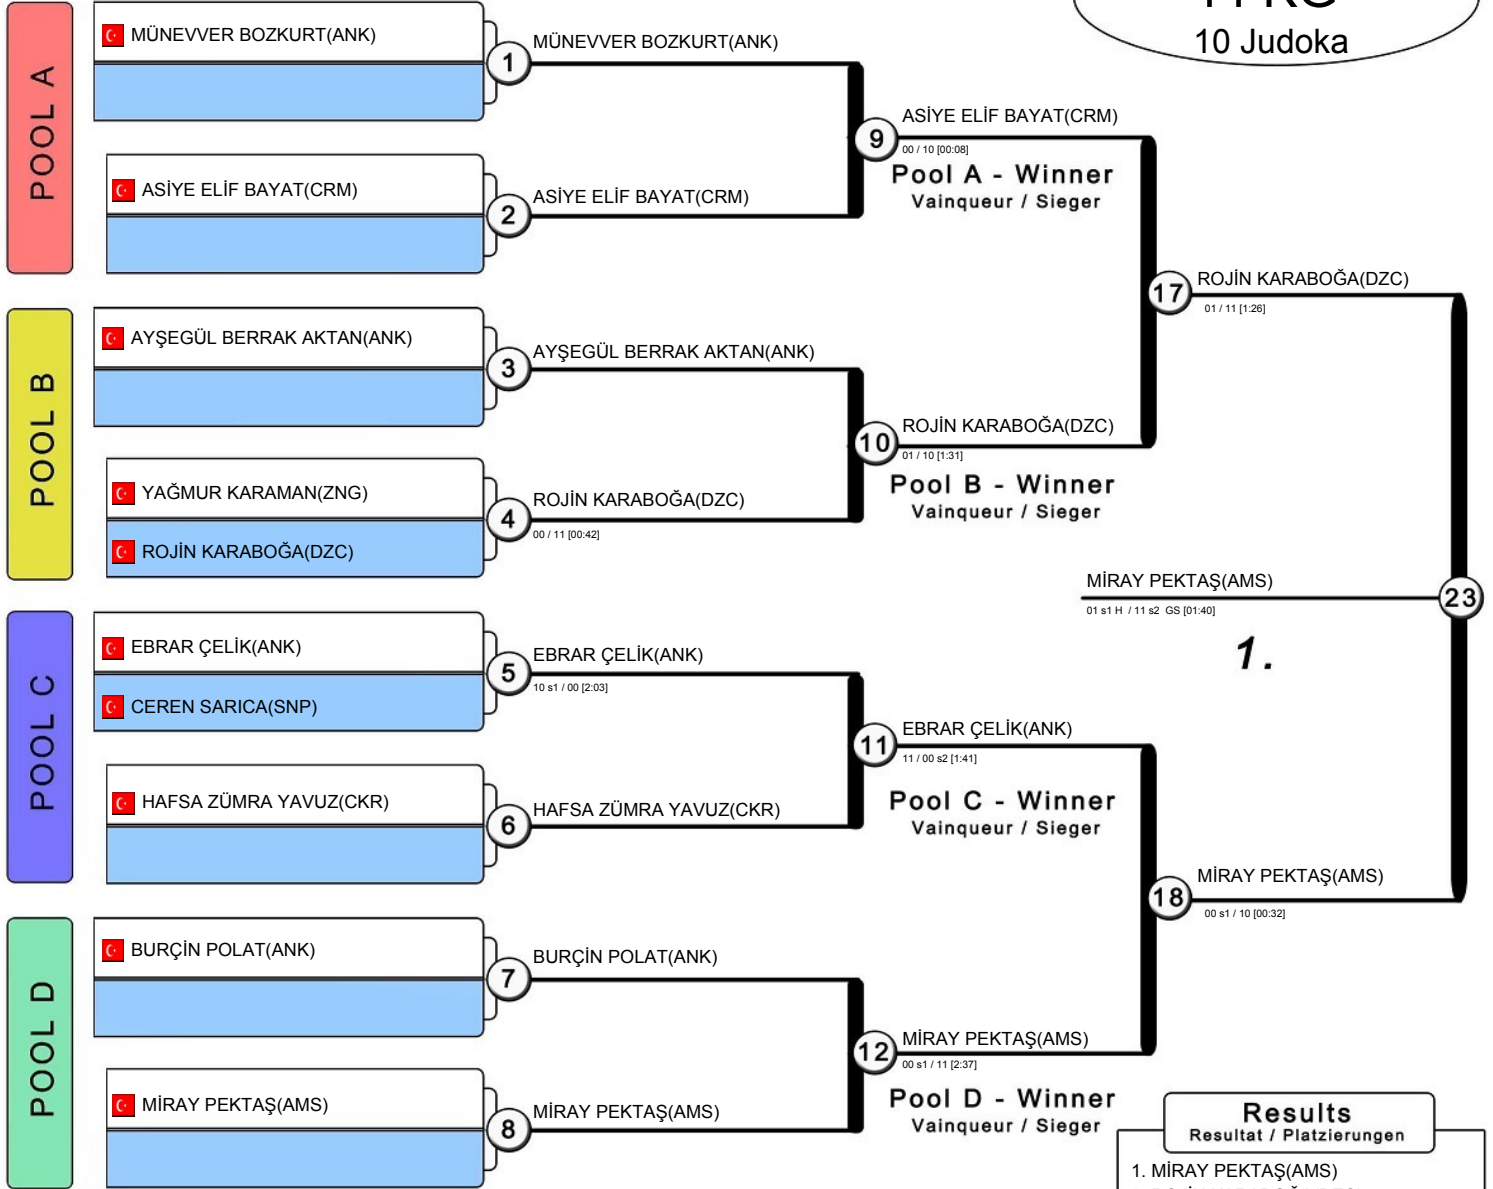 10 Judoka
POOL A
MÜNEVVER BOZKURT(ANK)
1
MÜNEVVER BOZKURT(ANK)
ASİYE ELİF BAYAT(CRM)
2
ASİYE ELİF BAYAT(CRM)
9
ASİYE ELİF BAYAT(CRM)
00 / 10 [00:08]
Pool A - Winner
Vainqueur / Sieger
POOL B
AYŞEGÜL BERRAK AKTAN(ANK)
3
AYŞEGÜL BERRAK AKTAN(ANK)
YAĞMUR KARAMAN(ZNG)
ROJİN KARABOĞA(DZC)
4
ROJİN KARABOĞA(DZC)
00 / 11 [00:42]
10
ROJİN KARABOĞA(DZC)
01 / 10 [1:31]
Pool B - Winner
Vainqueur / Sieger
17
ROJİN KARABOĞA(DZC)
01 / 11 [1:26]
POOL C
EBRAR ÇELİK(ANK)
CEREN SARICA(SNP)
5
EBRAR ÇELİK(ANK)
10 s1 / 00 [2:03]
HAFSA ZÜMRA YAVUZ(CKR)
6
HAFSA ZÜMRA YAVUZ(CKR)
11
EBRAR ÇELİK(ANK)
11 / 00 s2 [1:41]
Pool C - Winner
Vainqueur / Sieger
POOL D
BURÇİN POLAT(ANK)
7
BURÇİN POLAT(ANK)
MİRAY PEKTAŞ(AMS)
8
MİRAY PEKTAŞ(AMS)
12
MİRAY PEKTAŞ(AMS)
00 s1 / 11 [2:37]
Pool D - Winner
Vainqueur / Sieger
18
MİRAY PEKTAŞ(AMS)
00 s1 / 10 [00:32]
MİRAY PEKTAŞ(AMS)
23
01 s1 H / 11 s2 GS [01:40]
1.
Results
Resultat / Platzierungen
1. MİRAY PEKTAŞ(AMS)